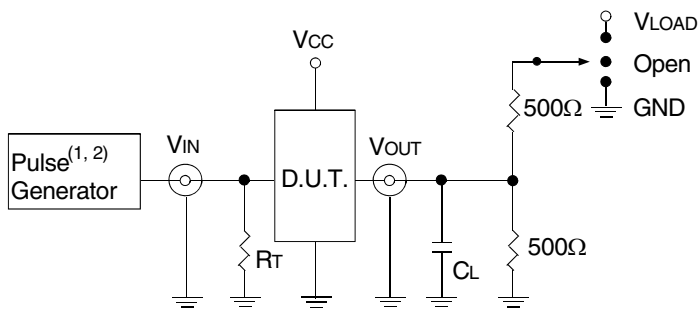 VLOAD
VCC
Open
500Ω
GND
VIN
VOUT
Pulse(1, 2)
Generator
D.U.T.
500Ω
RT
CL